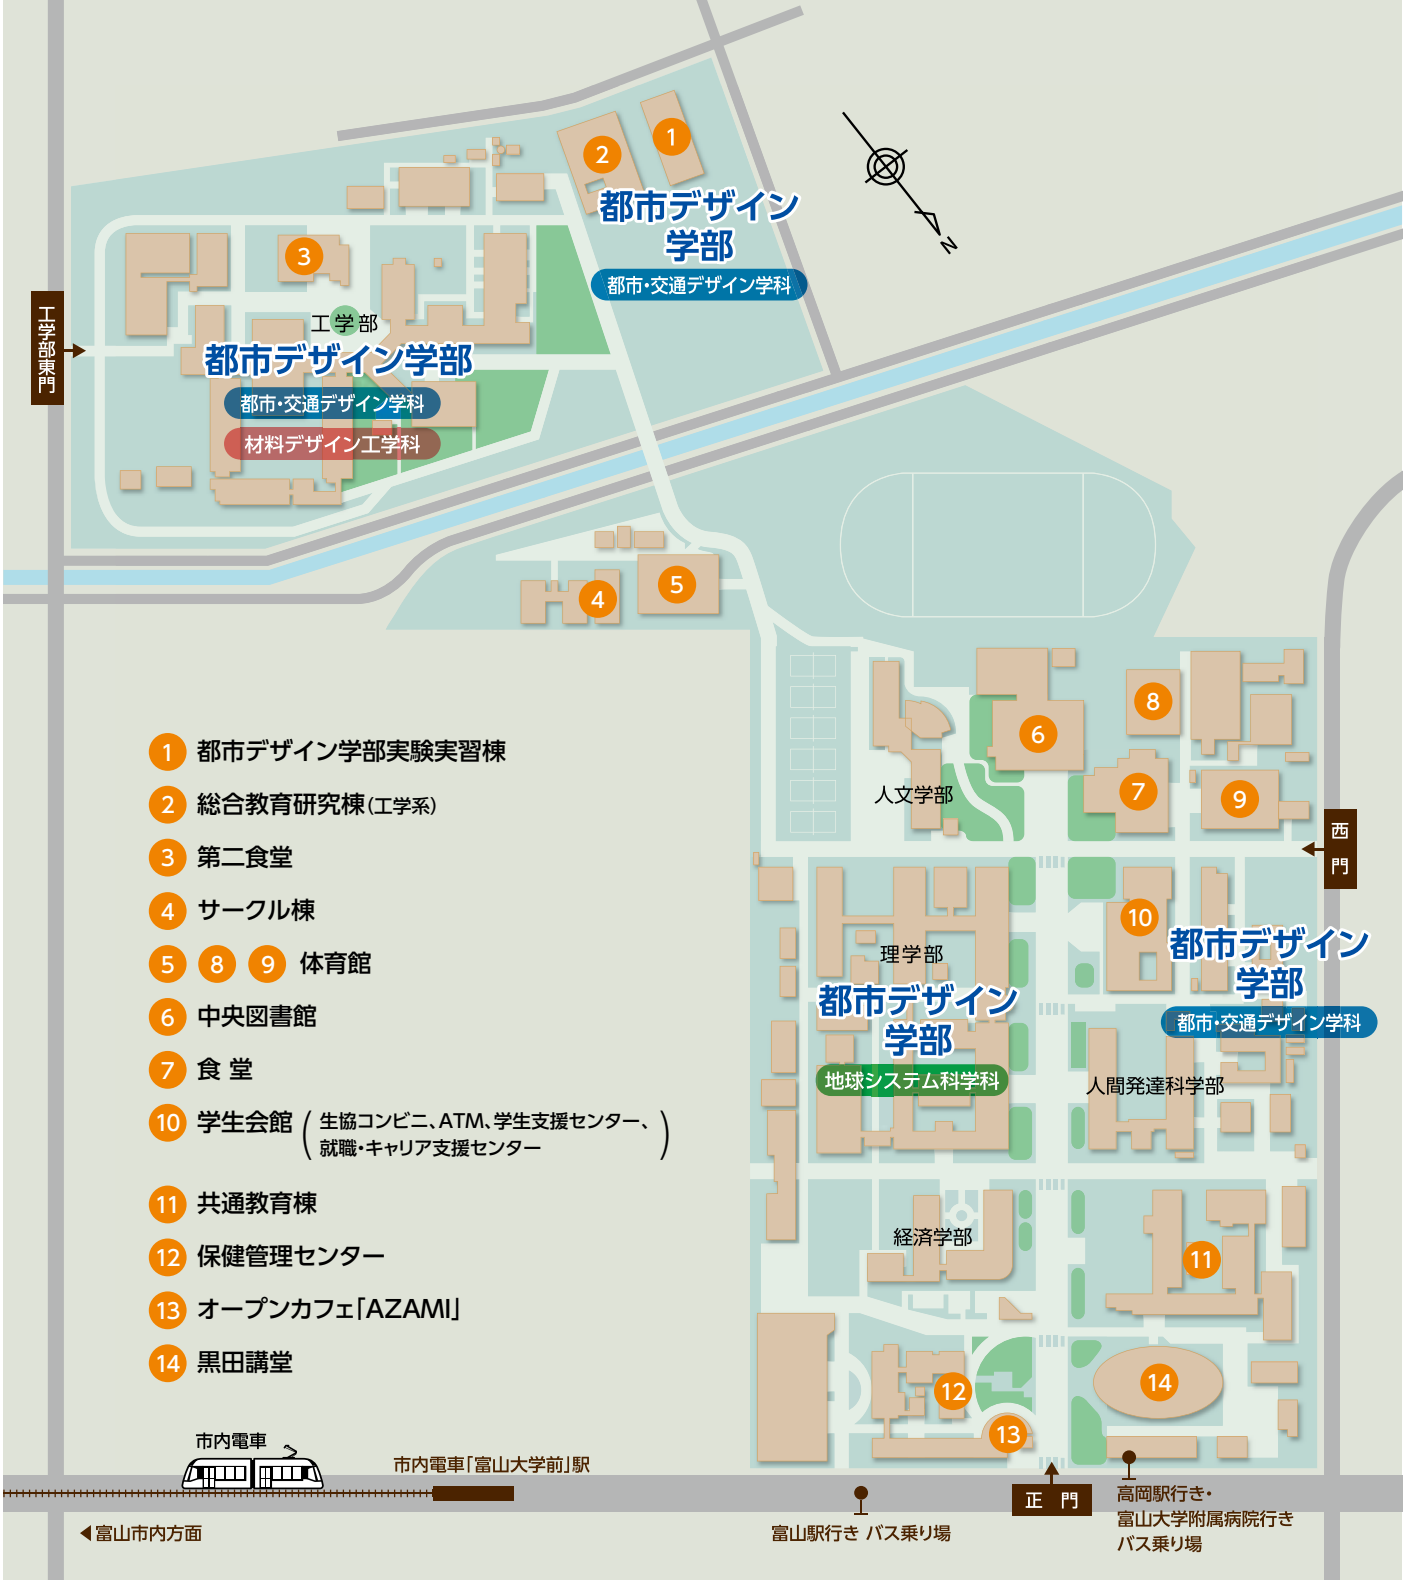 1
2
都市デザイン
学部
都市・交通デザイン学科
N
3
工学部
都市デザイン学部
都市・交通デザイン学科
材料デザイン工学科
工学部東門
4
5
6
8
7
9
人文学部
西門
10
理学部
都市デザイン
学部
地球システム科学科
都市デザイン
学部
都市・交通デザイン学科
人間発達科学部
経済学部
11
12
13
14
1 都市デザイン学部実験実習棟
2 総合教育研究棟(工学系)
3 第二食堂
4 サークル棟
5 8 9 体育館
6 中央図書館
7 食 堂
10 学生会館(生協コンビニ、ATM、学生支援センター、
就職・キャリア支援センター)
11 共通教育棟
12 保健管理センター
13 オープンカフェ「AZAMI」
14 黒田講堂
市内電車
市内電車「富山大学前」駅
富山市内方面
富山駅行き バス乗り場
正 門
高岡駅行き・
富山大学附属病院行き
バス乗り場